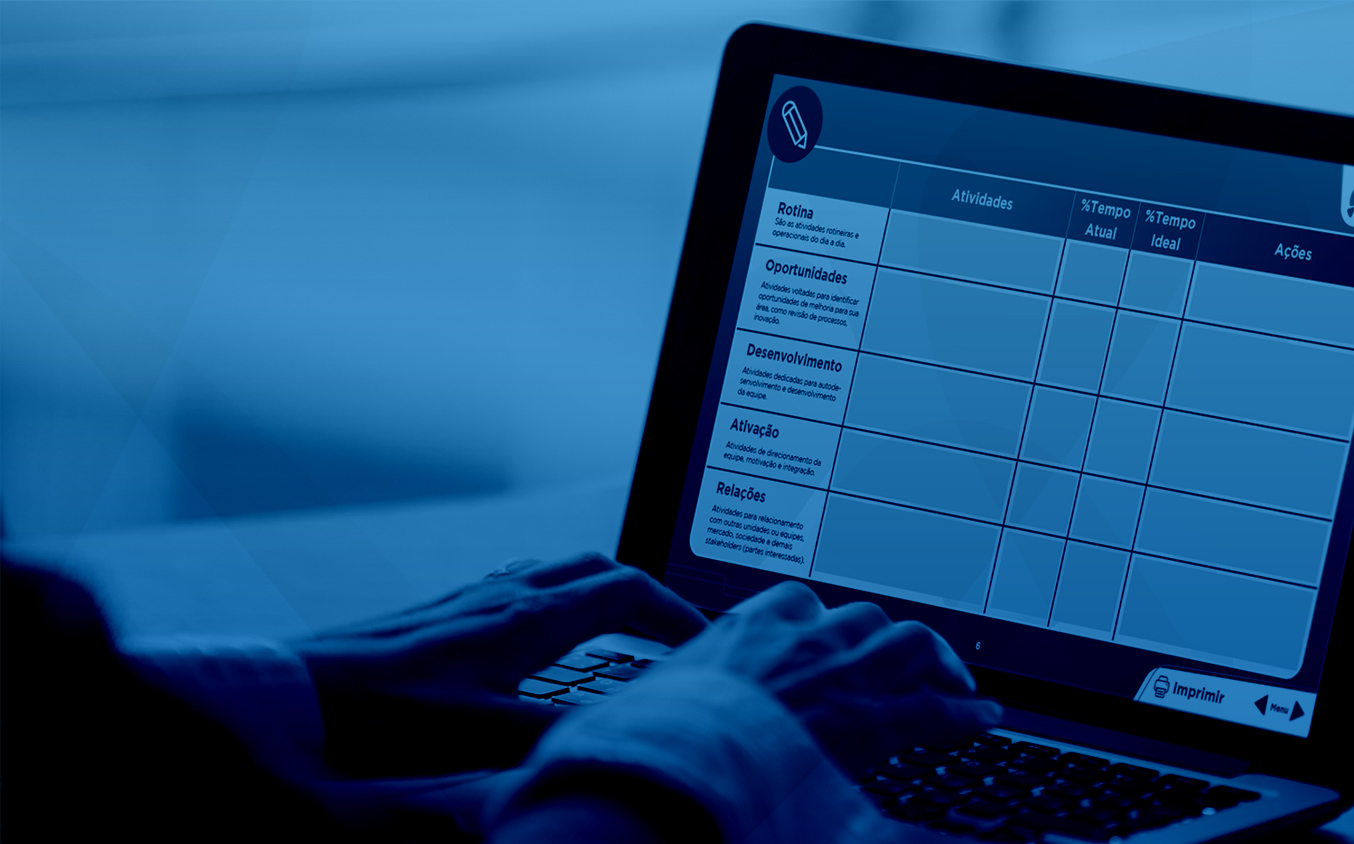 Atividades
%Tempo
Atual
%Tempo
Ideal
Ações
Rotina
São as atividades rotineiras e
operacionais do dia a dia.
Oportunidades
Atividades voltadas para identificar
oportunidades de melhoria para sua
área, como revisão de processos,
inovação.
Desenvolvimento
Atividades dedicadas para autode-
senvolvimento e desenvolvimento
da equipe.
Ativação
Atividades de direcionamento da
equipe, motivação e integração.
Relações
Atividades para relacionamento
com outras unidades ou equipes,
mercado, sociedade e demais
stakeholders (partes interessadas).
6
Imprimir
Menu